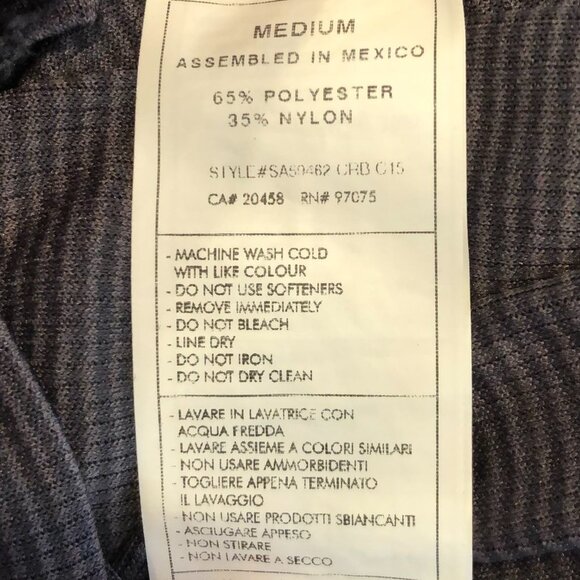 MEDIUM
ASSEMBLED IN MEXICO
65% POLYESTER
35% NYLON
STYLE#SA59462 CRB C15
CA# 20458 RN# 97075
- MACHINE WASH COLD
WITH LIKE COLOUR
- DO NOT USE SOFTENERS
- REMOVE IMMEDIATELY
- DO NOT BLEACH
- LINE DRY
- DO NOT IRON
- DO NOT DRY CLEAN
- LAVARE IN LAVATRICE CON
ACQUA FREDDA
- LAVARE ASSIEME A COLORI SIMILARI
- NON USARE AMMORBIDENTI
- TOGLIERE APPENA TERMINATO
IL LAVAGGIO
- NON USARE PRODOTTI SBIANCANTI
- ASCIUGARE APPESO
- NON STIRARE
- NON LAVARE A SECCO